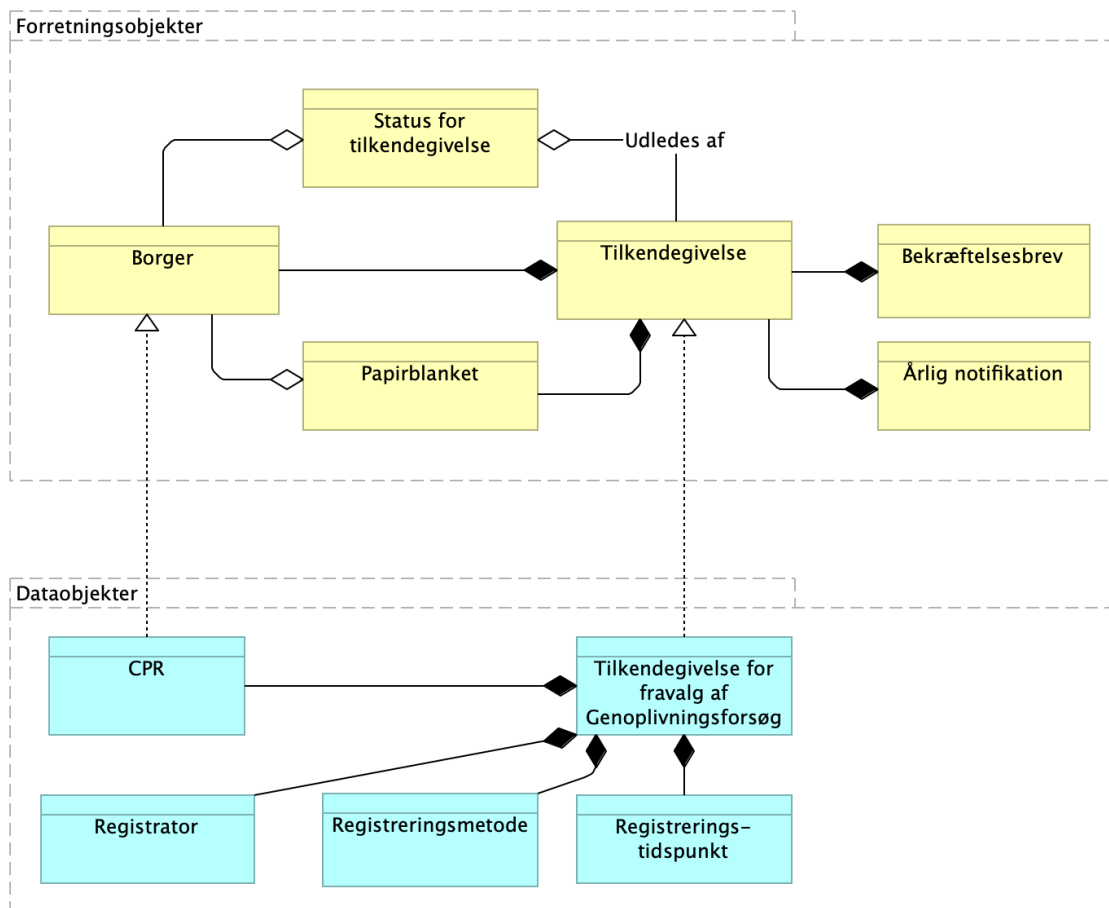 Forretningsobjekter
Status for
tilkendegivelse
Udledes af
Borger
Tilkendegivelse
Bekræftelsesbrev
Papirblanket
Årlig notifikation
Dataobjekter
CPR
Tilkendegivelse for
fravalg af
Genoplivningsforsøg
Registrator
Registreringsmetode
Registrerings-
tidspunkt